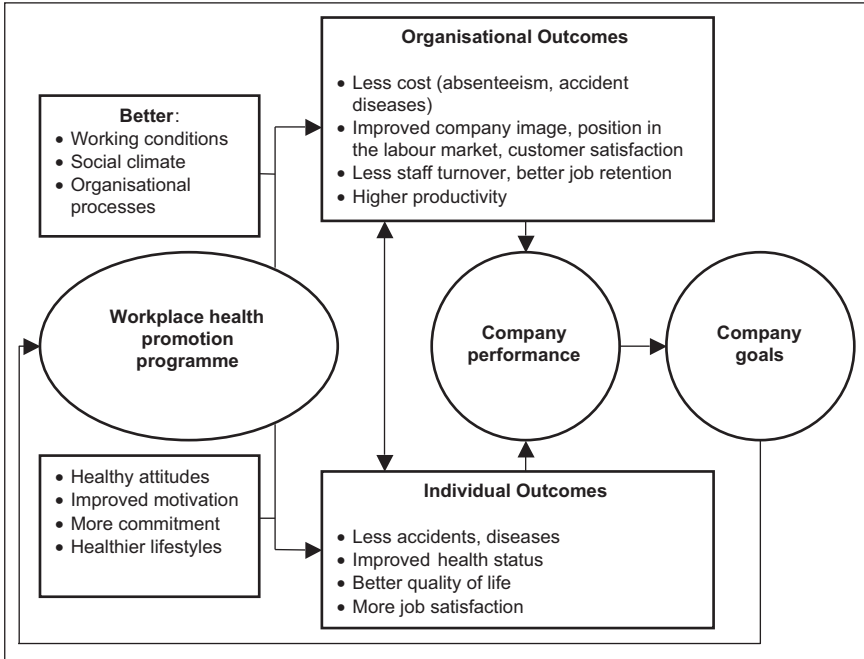 Organisational Outcomes
• Less cost (absenteeism, accident
diseases)
• Improved company image, position in
the labour market, customer satisfaction
• Less staff turnover, better job retention
• Higher productivity
Better:
• Working conditions
• Social climate
• Organisational
processes
Workplace health
promotion
programme
Company
performance
Company
goals
• Healthy attitudes
• Improved motivation
• More commitment
• Healthier lifestyles
Individual Outcomes
• Less accidents, diseases
• Improved health status
• Better quality of life
• More job satisfaction